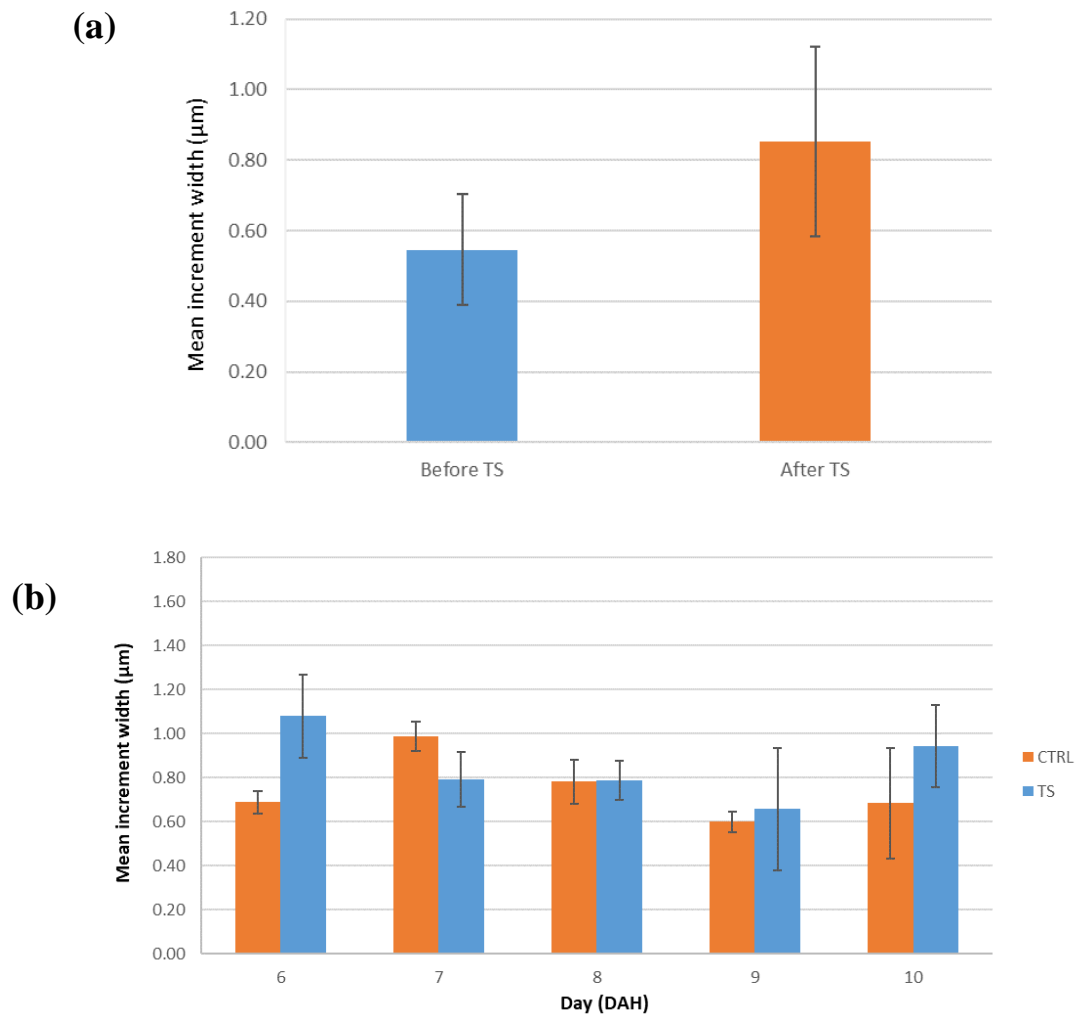 (a)
Mean increment width (µm)
1.20
1.00
0.80
0.60
0.40
0.20
0.00
Before TS After TS
(b)
Mean increment width (µm)
1.80
1.60
1.40
1.20
1.00
0.80
0.60
0.40
0.20
0.00
6 7 8 9 10
Day (DAH)
CTRL
TS